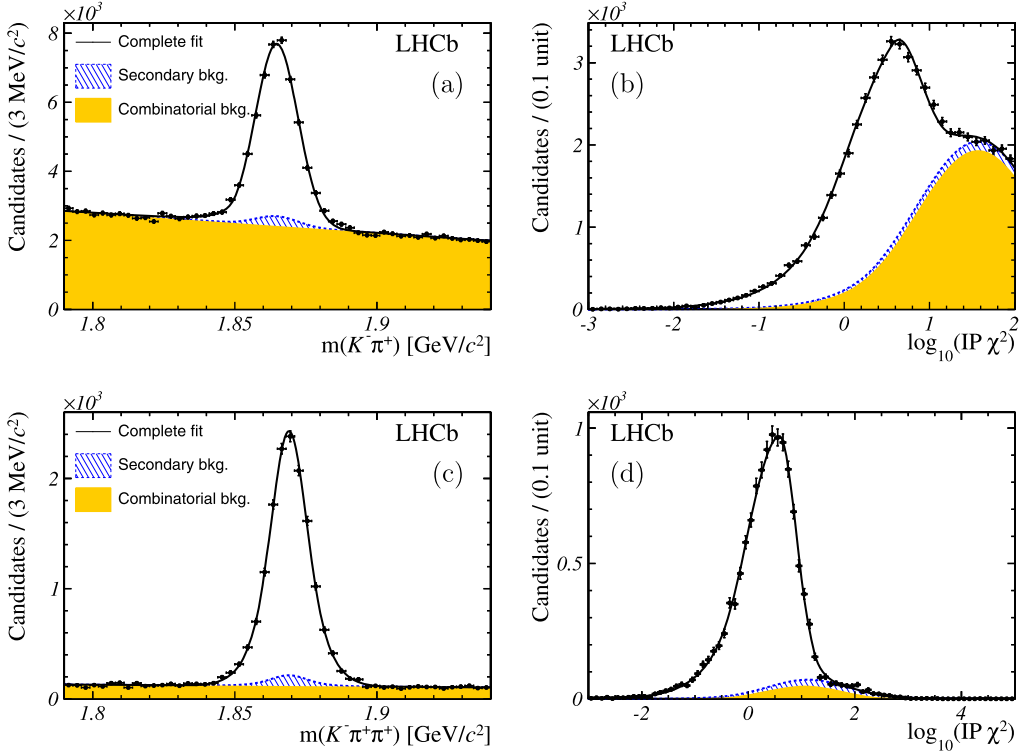 ×10³
8
6
4
2
0
Candidates / (3 MeV/c²)
Complete fit
Secondary bkg.
Combinatorial bkg.
LHCb
(a)
1.8 1.85 1.9
m(K⁻π⁺) [GeV/c²]
×10³
3
2
1
0
Candidates / (0.1 unit)
LHCb
(b)
-3 -2 -1 0 1 2
log₁₀(IP χ²)
×10³
2
1
0
Candidates / (3 MeV/c²)
Complete fit
Secondary bkg.
Combinatorial bkg.
LHCb
(c)
1.8 1.85 1.9
m(K⁻π⁺π⁺) [GeV/c²]
×10³
1
0.5
0
Candidates / (0.1 unit)
LHCb
(d)
-2 0 2 4
log₁₀(IP χ²)